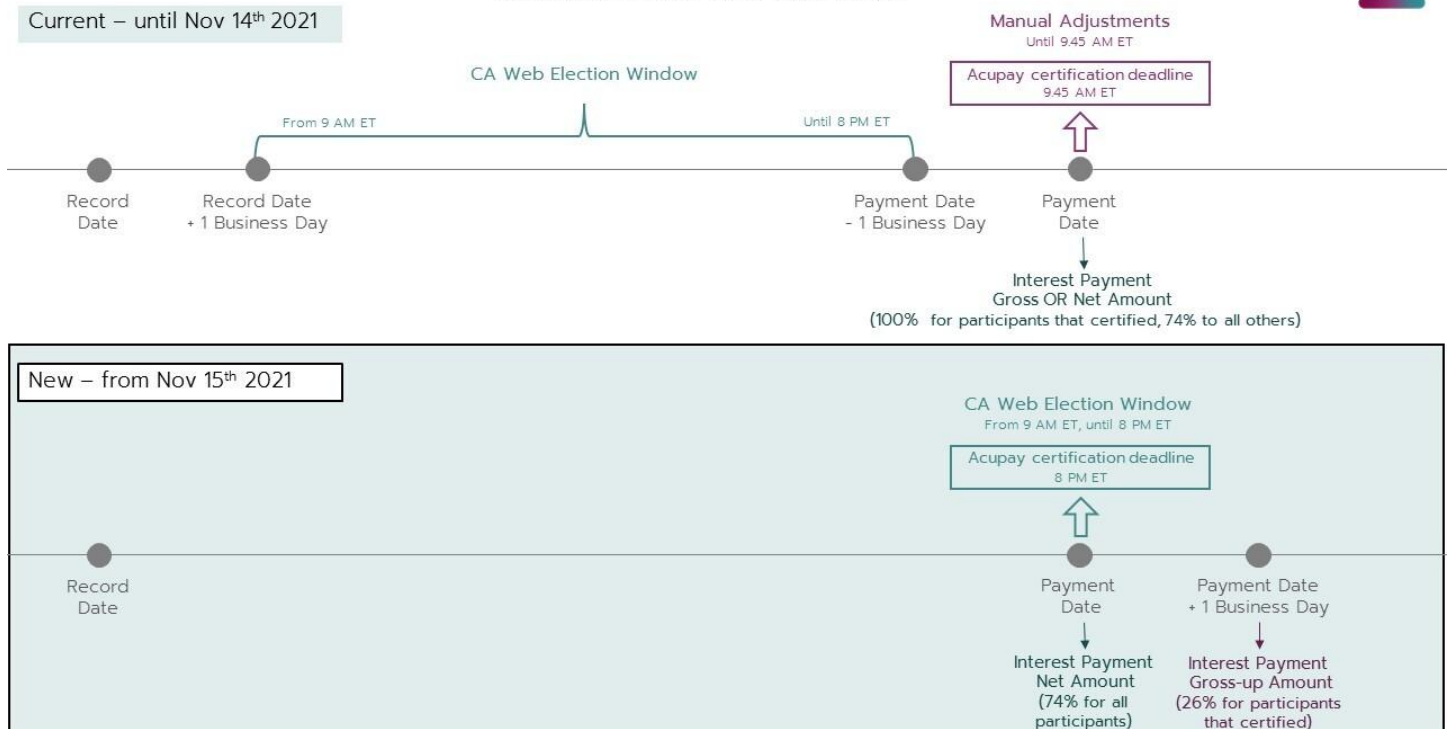 Current – until Nov 14th 2021
Manual Adjustments
Until 9.45 AM ET
CA Web Election Window
Acupay certification deadline
9.45 AM ET
From 9 AM ET
Until 8 PM ET
Record
Date
Record Date
+ 1 Business Day
Payment Date
- 1 Business Day
Payment
Date
Interest Payment
Gross OR Net Amount
(100% for participants that certified, 74% to all others)
New – from Nov 15th 2021
CA Web Election Window
From 9 AM ET, until 8 PM ET
Acupay certification deadline
8 PM ET
Record
Date
Payment
Date
Payment Date
+ 1 Business Day
Interest Payment
Net Amount
(74% for all
participants)
Interest Payment
Gross-up Amount
(26% for participants
that certified)